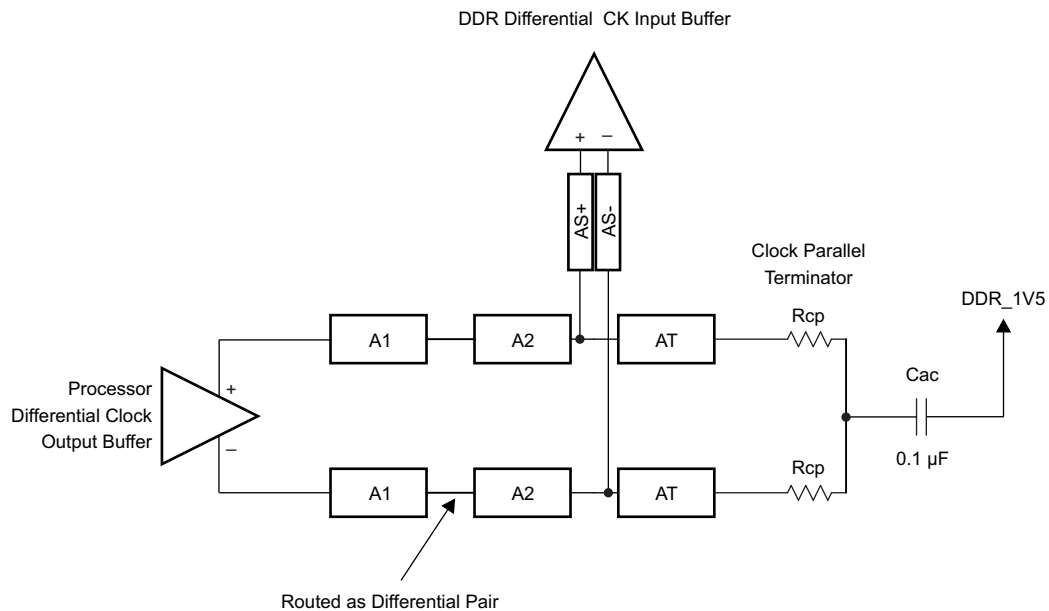 DDR Differential CK Input Buffer
+ –
AS+
AS-
Clock Parallel
Terminator
DDR_1V5
Rcp
A1
A2
AT
Cac
Processor
Differential Clock
Output Buffer
+
–
0.1 µF
Rcp
A1
A2
AT
Routed as Differential Pair